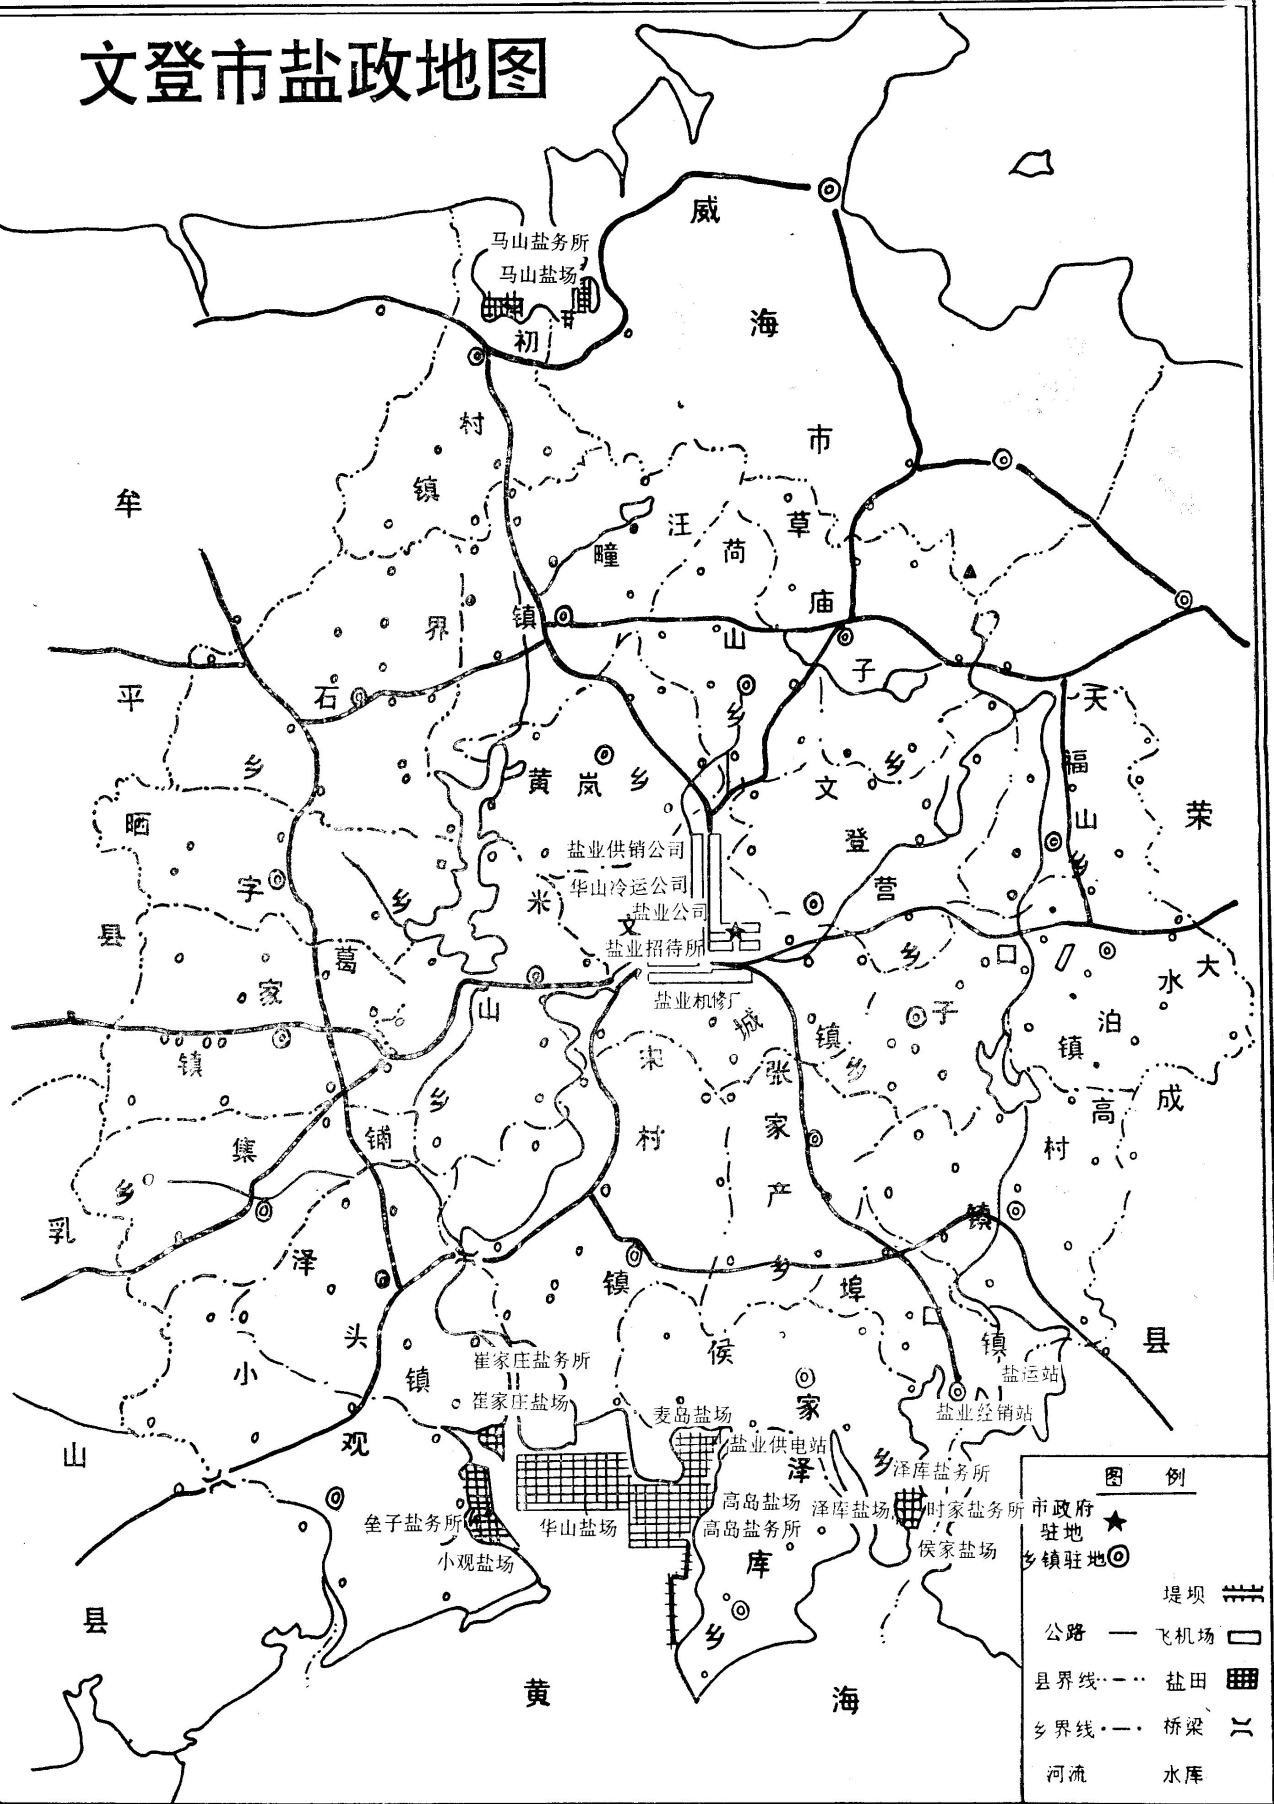 文登市盐政地图
威
海
市
马山盐务所
马山盐场
初
村
镇
牟
平
县
汪
疃
镇
苘
山
乡
草
庙
子
乡
界
石
乡
天
福
山
乡
荣
成
县
黄岚乡
文
登
营
乡
晒
字
乡
盐业供销公司
华山冷运公司
盐业公司
盐业招待所
盐业机修厂
文
城
镇
米
山
乡
葛
家
镇
大
水
泊
镇
子
乡
宋
村
镇
张
家
产
乡
高
村
镇
集
乡
铺
乳
山
县
泽
头
镇
埠
镇
小
观
侯
家
乡
崔家庄盐务所
崔家庄盐场
麦岛盐场
盐业供电站
盐运站
盐业经销站
泽库盐务所
泽
库
乡
高岛盐场
高岛盐务所
泽库盐场
时家盐务所
侯家盐场
垒子盐务所
小观盐场
华山盐场
黄
海
图 例
市政府
驻地
乡镇驻地
堤坝
公路
飞机场
县界线
盐田
乡界线
桥梁
河流
水库